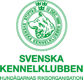 SVENSKA
KENNELKLUBBEN
HUNDÄGARNAS RIKSORGANISATION